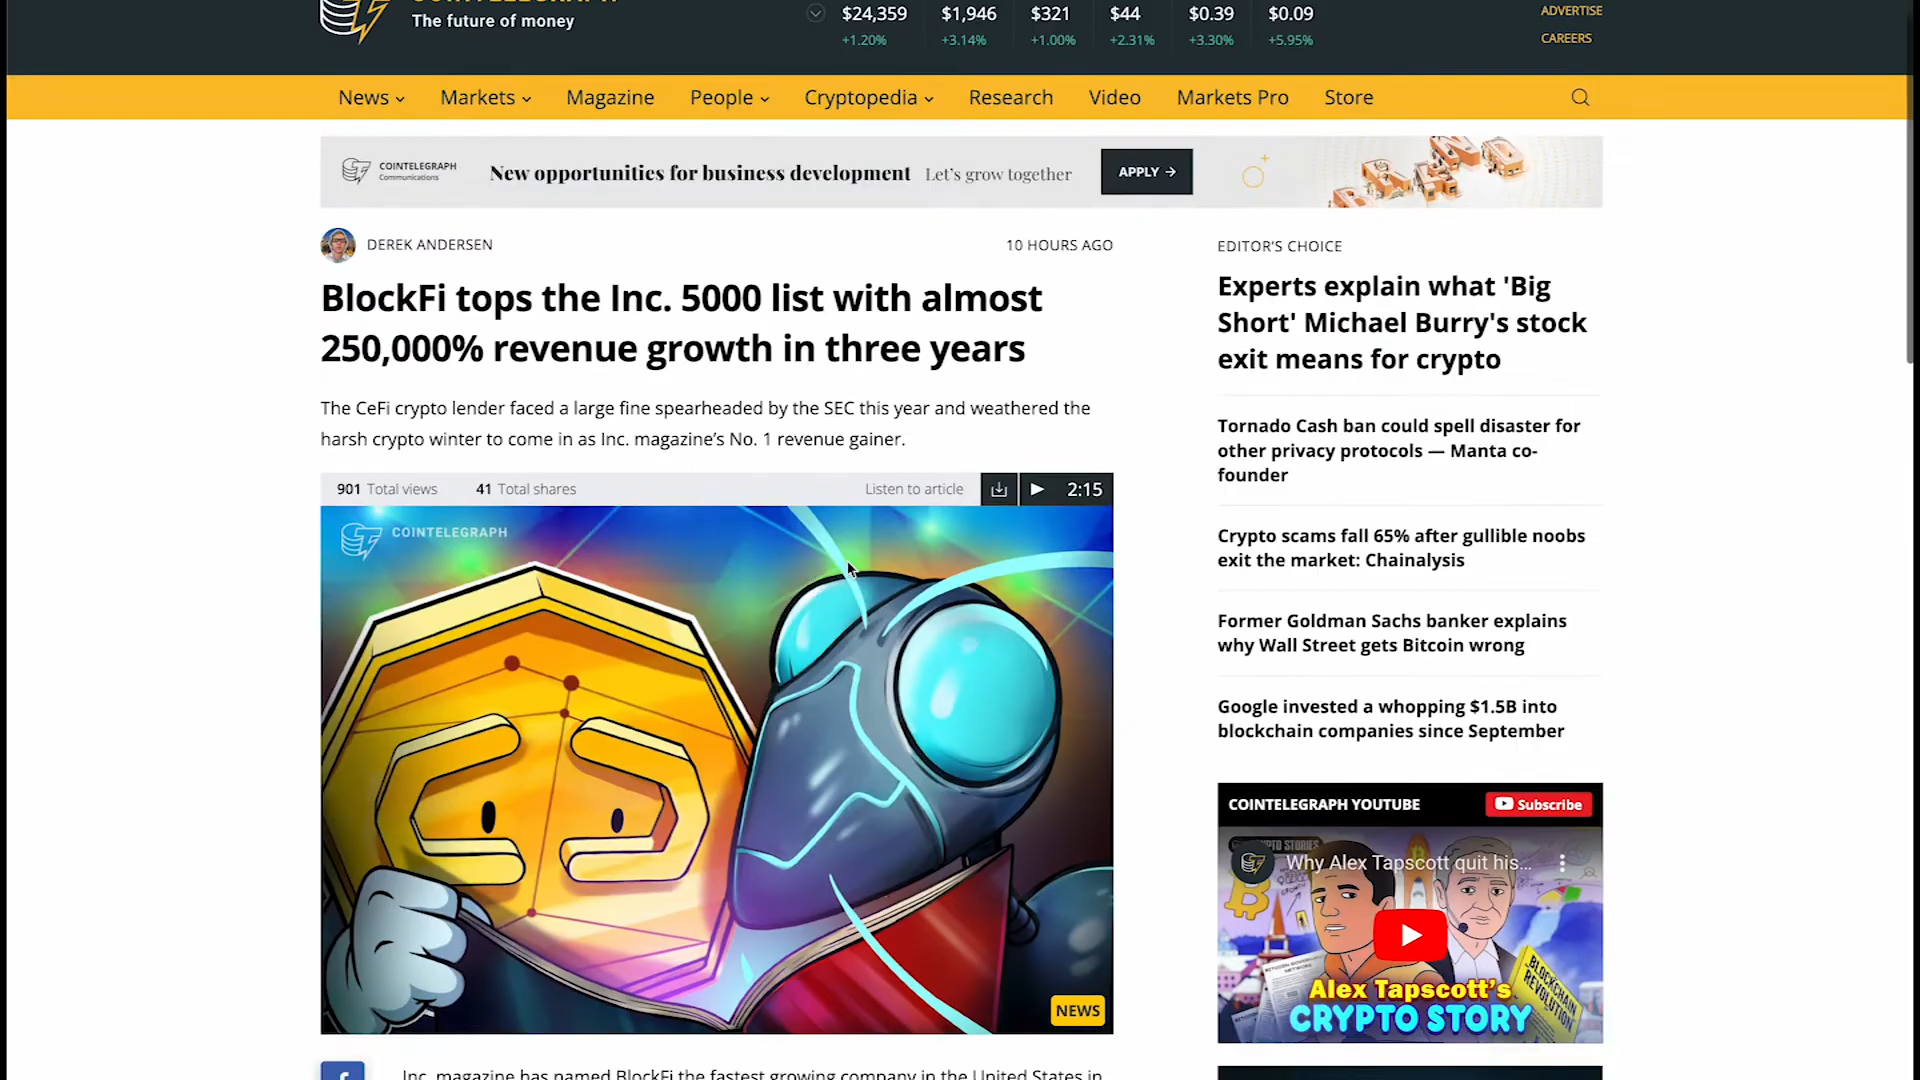 The future of money
$24,359 $1,946 $321 $44 $0.39 $0.09
+1.20% +3.14% +1.00% +2.31% +3.30% +5.95%
ADVERTISE
CAREERS
News Markets Magazine People Cryptopedia Research Video Markets Pro Store
COINTELEGRAPH
Communications
New opportunities for business development Let's grow together APPLY →
DEREK ANDERSEN 10 HOURS AGO
BlockFi tops the Inc. 5000 list with almost
250,000% revenue growth in three years
The CeFi crypto lender faced a large fine spearheaded by the SEC this year and weathered the
harsh crypto winter to come in as Inc. magazine’s No. 1 revenue gainer.
901 Total views 41 Total shares Listen to article 2:15
COINTELEGRAPH
NEWS
Inc. magazine has named BlockFi the fastest growing company in the United States in
EDITOR'S CHOICE
Experts explain what 'Big
Short' Michael Burry's stock
exit means for crypto
Tornado Cash ban could spell disaster for
other privacy protocols — Manta co-
founder
Crypto scams fall 65% after gullible noobs
exit the market: Chainalysis
Former Goldman Sachs banker explains
why Wall Street gets Bitcoin wrong
Google invested a whopping $1.5B into
blockchain companies since September
COINTELEGRAPH YOUTUBE Subscribe
Why Alex Tapscott quit his...
BLOCKCHAIN
REVOLUTION
Alex Tapscott's
CRYPTO STORY